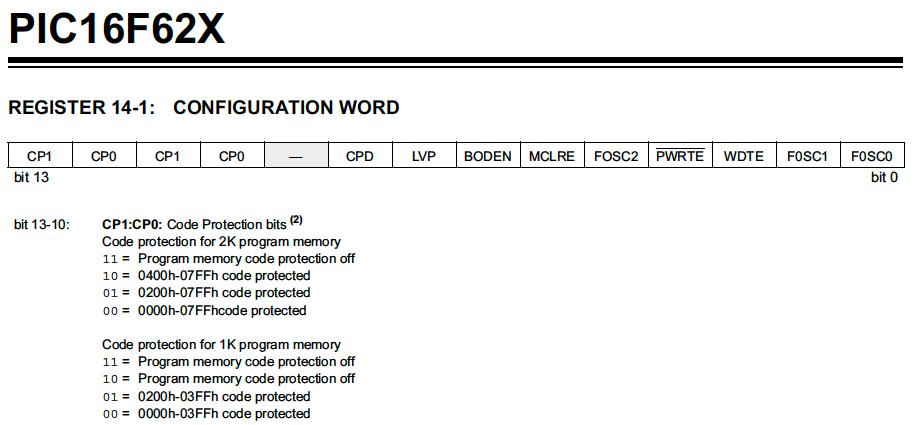 PIC16F62X
REGISTER 14-1: CONFIGURATION WORD
CP1 CP0 CP1 CP0 — CPD LVP BODEN MCLRE FOSC2 PWRTE WDTE F0SC1 F0SC0
bit 13 bit 0
bit 13-10: CP1:CP0: Code Protection bits (2)
Code protection for 2K program memory
11 = Program memory code protection off
10 = 0400h-07FFh code protected
01 = 0200h-07FFh code protected
00 = 0000h-07FFhcode protected
Code protection for 1K program memory
11 = Program memory code protection off
10 = Program memory code protection off
01 = 0200h-03FFh code protected
00 = 0000h-03FFh code protected